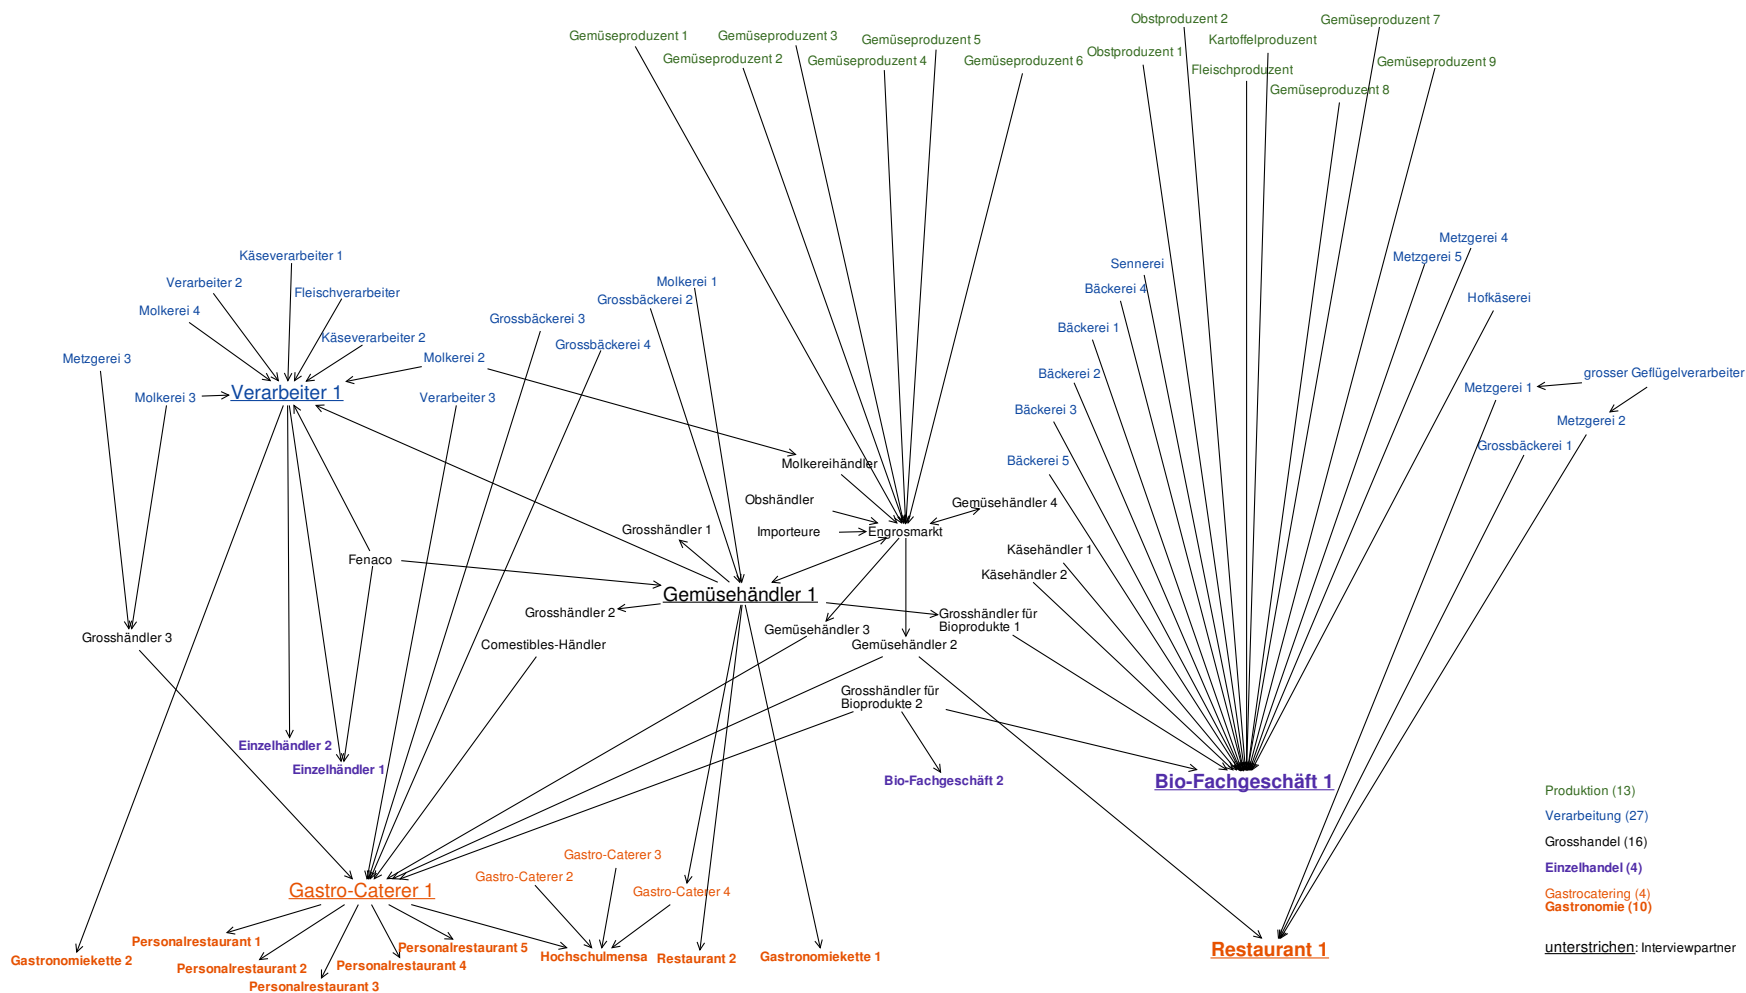 Obstproduzent 2
Gemüseproduzent 7
Gemüseproduzent 1
Gemüseproduzent 3
Gemüseproduzent 5
Kartoffelproduzent
Obstproduzent 1
Gemüseproduzent 2
Gemüseproduzent 4
Gemüseproduzent 6
Gemüseproduzent 9
Fleischproduzent
Gemüseproduzent 8
Metzgerei 4
Käseverarbeiter 1
Metzgerei 5
Sennerei
Verarbeiter 2
Molkerei 1
Fleischverarbeiter
Bäckerei 4
Grossbäckerei 2
Hofkäserei
Molkerei 4
Grossbäckerei 3
Bäckerei 1
Käseverarbeiter 2
Grossbäckerei 4
Metzgerei 3
Molkerei 2
Bäckerei 2
grosser Geflügelverarbeiter
Verarbeiter 1
Metzgerei 1
Molkerei 3
Verarbeiter 3
Bäckerei 3
Metzgerei 2
Grossbäckerei 1
Molkereihändler
Bäckerei 5
Obshändler
Gemüsehändler 4
Grosshändler 1
Importeure
Engrosmarkt
Käsehändler 1
Fenaco
Käsehändler 2
Gemüsehändler 1
Grosshändler 2
Grosshändler für
Bioprodukte 1
Gemüsehändler 3
Grosshändler 3
Comestibles-Händler
Gemüsehändler 2
Grosshändler für
Bioprodukte 2
Einzelhändler 2
Einzelhändler 1
Bio-Fachgeschäft 2
Bio-Fachgeschäft 1
Produktion (13)
Verarbeitung (27)
Grosshandel (16)
Einzelhandel (4)
Gastrocatering (4)
Gastronomie (10)
unterstrichen: Interviewpartner
Gastro-Caterer 3
Gastro-Caterer 2
Gastro-Caterer 1
Gastro-Caterer 4
Personalrestaurant 1
Personalrestaurant 5
Restaurant 1
Gastronomiekette 2
Hochschulmensa
Restaurant 2
Gastronomiekette 1
Personalrestaurant 2
Personalrestaurant 4
Personalrestaurant 3